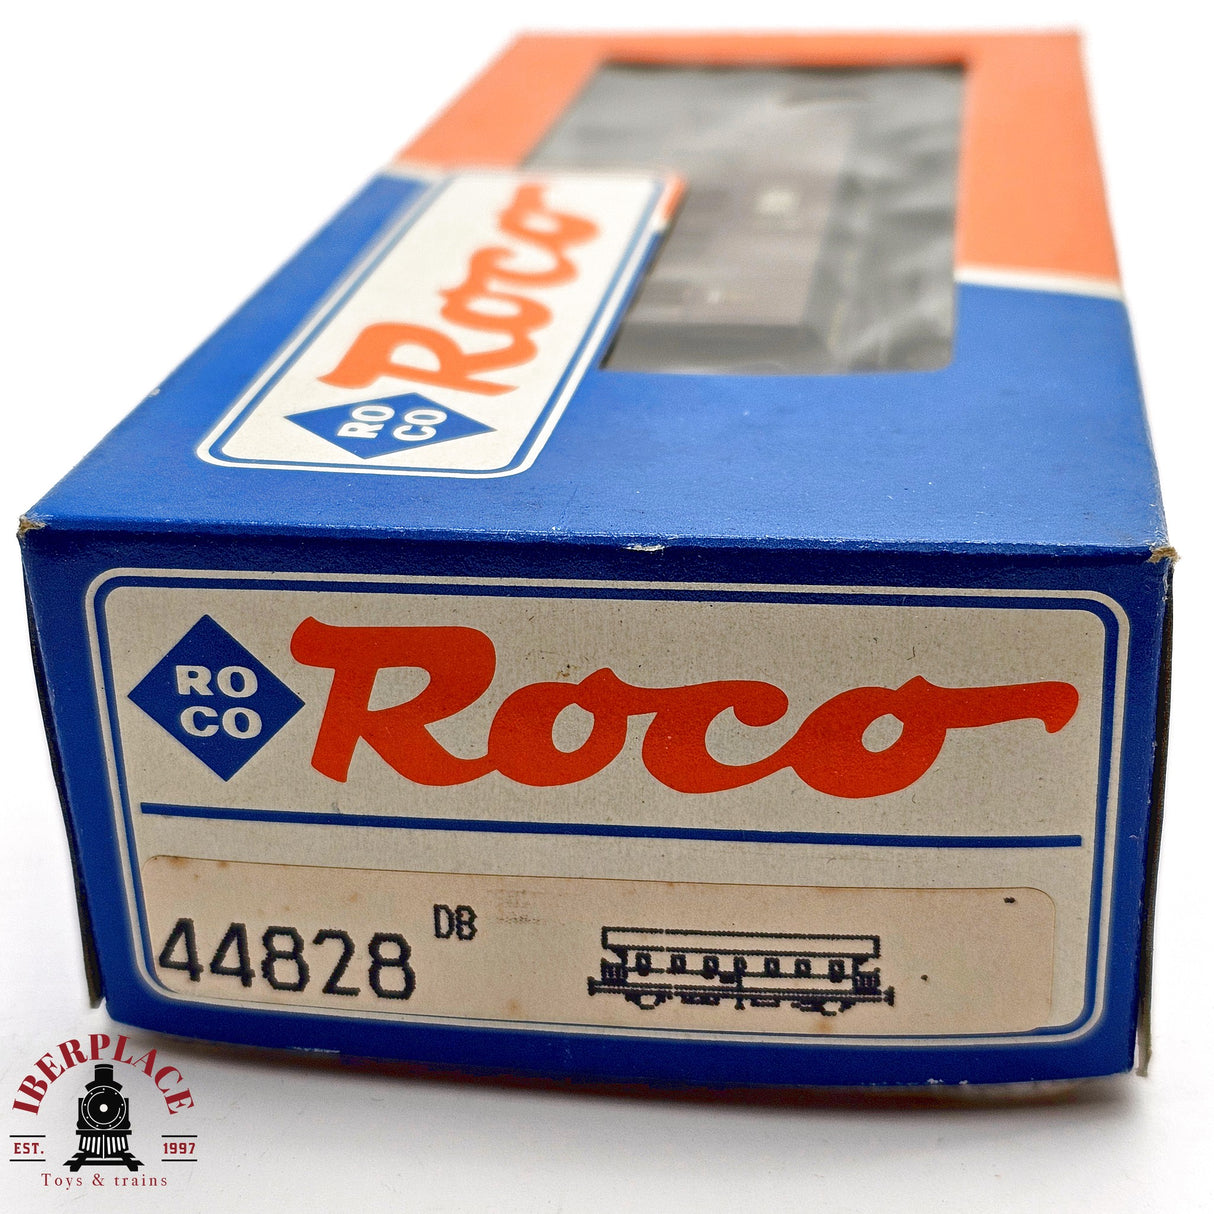 Roco
RO
CO
RO
CO
Roco
44828 DB
IBERPLACE
EST. 1997
Toys & trains